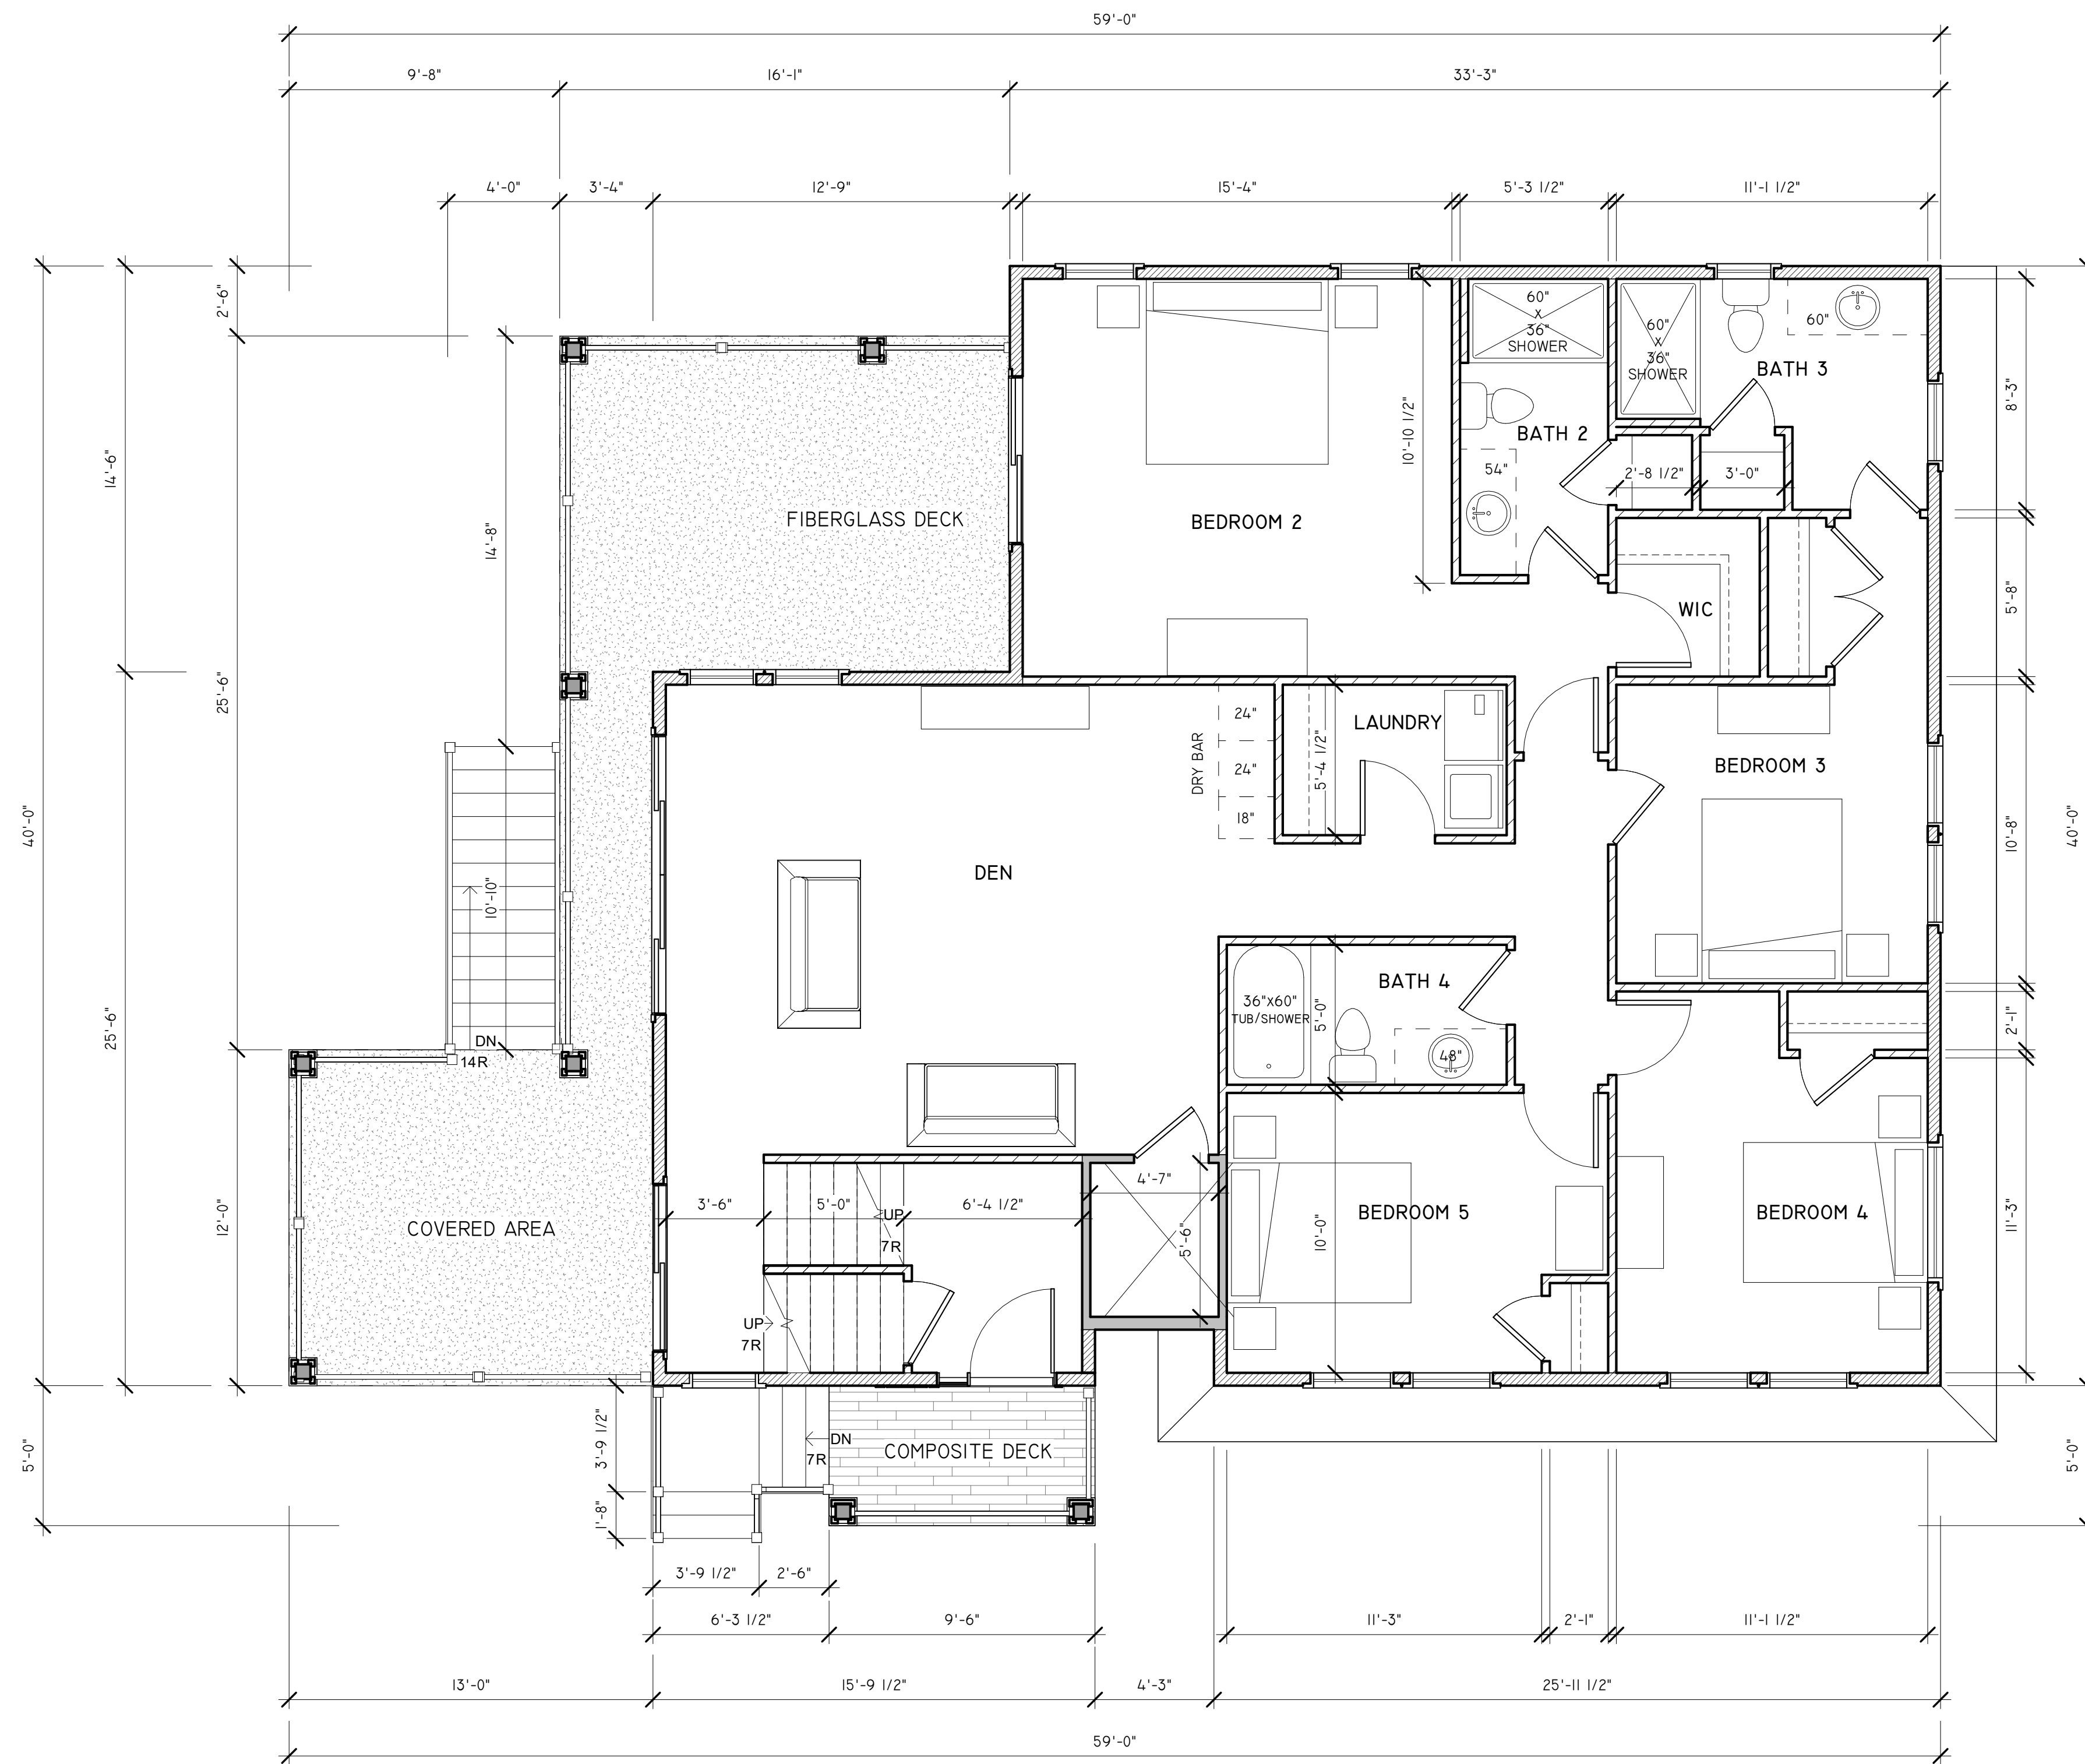 59'-0"
9'-8"
16'-1"
33'-3"
4'-0"
3'-4"
12'-9"
15'-4"
5'-3 1/2"
11'-1 1/2"
2'-6"
60"
X
36"
SHOWER
60"
X
36"
SHOWER
60"
BATH 3
8'-3"
10'-10 1/2"
BATH 2
14'-6"
54"
2'-8 1/2"
3'-0"
FIBERGLASS DECK
BEDROOM 2
14'-8"
WIC
5'-8"
25'-6"
24"
LAUNDRY
DRY BAR
5'-4 1/2"
24"
BEDROOM 3
18"
40'-0"
10'-8"
40'-0"
DEN
10'-10"
BATH 4
36"x60"
TUB/SHOWER
5'-0"
25'-6"
2'-1"
DN
14R
48"
4'-7"
3'-6"
5'-0"
6'-4 1/2"
UP
7R
12'-0"
COVERED AREA
5'-6"
10'-0"
BEDROOM 5
BEDROOM 4
11'-3"
UP
7R
5'-0"
3'-9 1/2"
DN
7R
COMPOSITE DECK
5'-0"
1'-8"
3'-9 1/2"
2'-6"
6'-3 1/2"
9'-6"
11'-3"
2'-1"
11'-1 1/2"
13'-0"
15'-9 1/2"
4'-3"
25'-11 1/2"
59'-0"